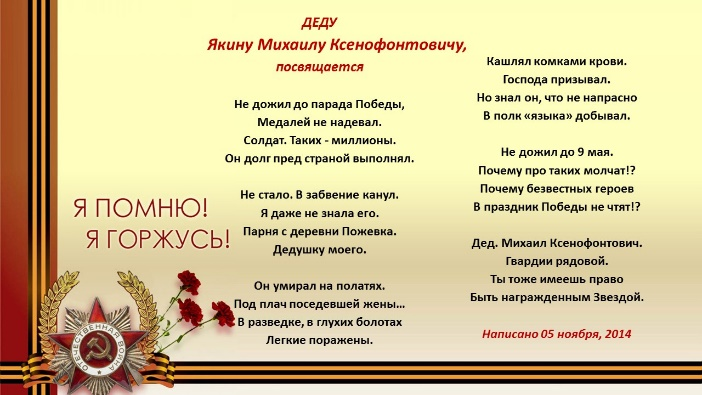 ДЕДУ
Якину Михаилу Ксенофонтовичу,
посвящается
Не дожил до парада Победы,
Медалей не надевал.
Солдат. Таких - миллионы.
Он долг пред страной выполнял.
Не стало. В забвение канул.
Я даже не знала его.
Парня с деревни Пожевка.
Дедушку моего.
Он умирал на полатях.
Под плач поседевшей жены...
В разведке, в глухих болотах
Легкие поражены.
Кашлял комками крови.
Господа призывал.
Но знал он, что не напрасно
В полк «языка» добывал.
Не дожил до 9 мая.
Почему про таких молчат!?
Почему безвестных героев
В праздник Победы не чтят!?
Дед. Михаил Ксенофонтович.
Гвардии рядовой.
Ты тоже имеешь право
Быть награжденным Звездой.
Написано 05 ноября, 2014
Я ПОМНЮ!
Я ГОРЖУСЬ!
ОТЕЧЕСТВЕННАЯ ВОЙНА